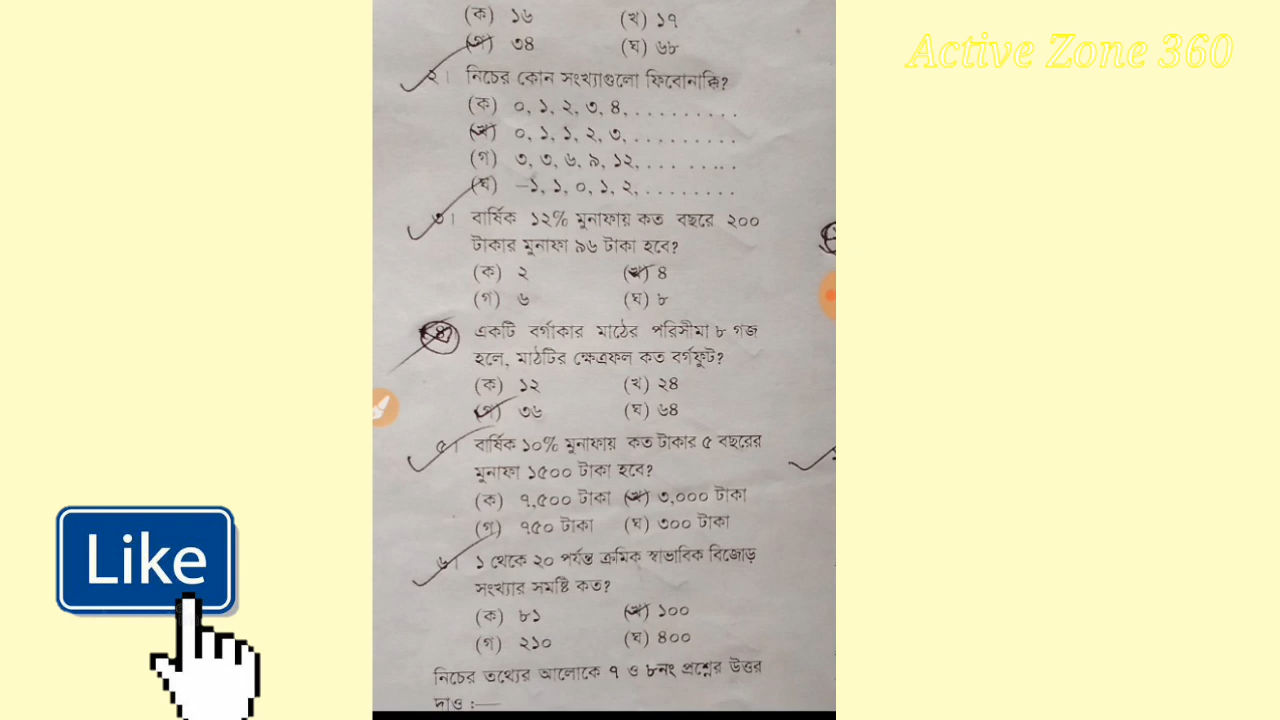 Active Zone 360
(ক) ১৬ (খ) ১৭
(গ) ৩৪ (ঘ) ৬৮
২। নিচের কোন সংখ্যাগুলো ফিবোনাক্কি?
(ক) ০, ১, ২, ৩, ৪, . . . . . . . . . .
(খ) ০, ১, ১, ২, ৩, . . . . . . . . . .
(গ) ৩, ৩, ৬, ৯, ১২, . . . . . . . . .
(ঘ) –১, ১, ০, ১, ২, . . . . . . . . .
৩। বার্ষিক ১২% মুনাফায় কত বছরে ২০০
টাকার মুনাফা ৯৬ টাকা হবে?
(ক) ২ (খ) ৪
(গ) ৬ (ঘ) ৮
৪ একটি বর্গাকার মাঠের পরিসীমা ৮ গজ
হলে, মাঠটির ক্ষেত্রফল কত বর্গফুট?
(ক) ১২ (খ) ২৪
(গ) ৩৬ (ঘ) ৬৪
৫। বার্ষিক ১০% মুনাফায় কত টাকার ৫ বছরের
মুনাফা ১৫০০ টাকা হবে?
(ক) ৭,৫০০ টাকা (খ) ৩,০০০ টাকা
(গ) ৭৫০ টাকা (ঘ) ৩০০ টাকা
৬। ১ থেকে ২০ পর্যন্ত ক্রমিক স্বাভাবিক বিজোড়
সংখ্যার সমষ্টি কত?
(ক) ৮১ (খ) ১০০
(গ) ২১০ (ঘ) ৪০০
নিচের তথ্যের আলোকে ৭ ও ৮নং প্রশ্নের উত্তর
দাও :—
Like